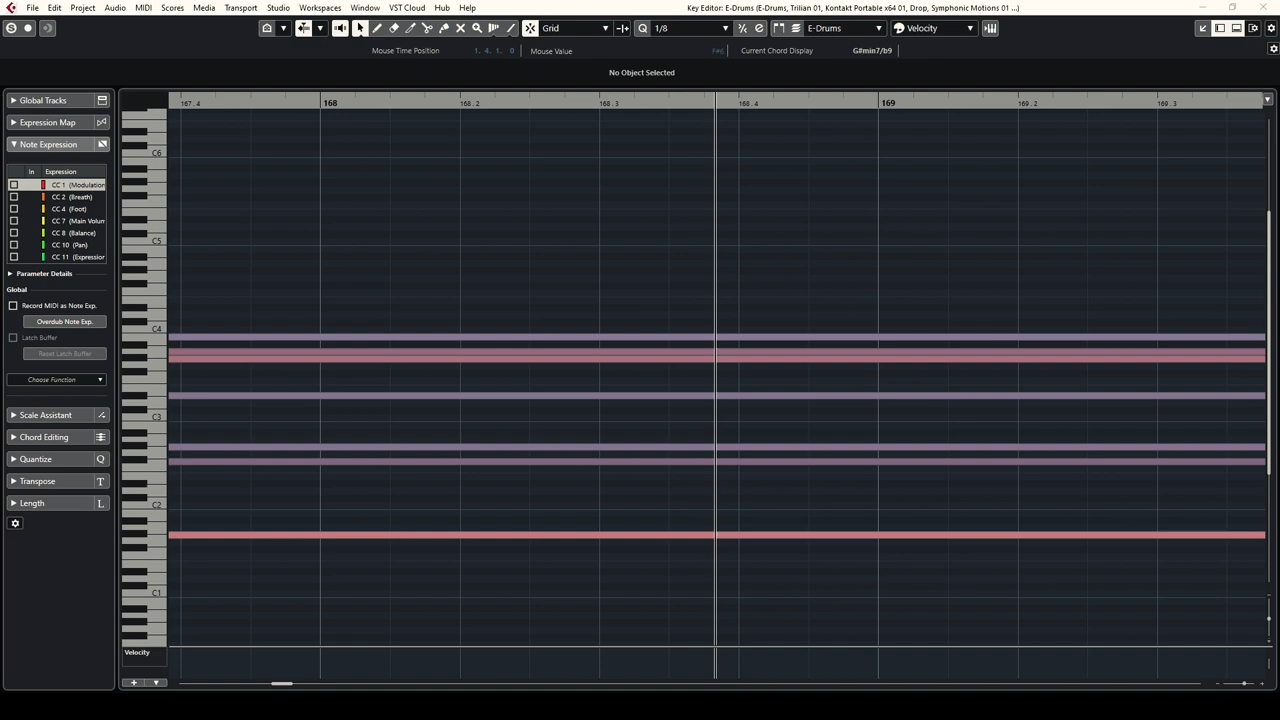 File Edit Project Audio MIDI Scores Media Transport Studio Workspaces Window VST Cloud Hub Help
Key Editor: E-Drums (E-Drums, Trilian 01, Kontakt Portable x64 01, Drop, Symphonic Motions 01 ...)
Grid
1/8
E-Drums
Velocity
Mouse Time Position 1. 4. 1. 0 Mouse Value
Current Chord Display G#min7/b9
No Object Selected
Global Tracks
Expression Map
Note Expression
In Expression
CC 1 (Modulation
CC 2 (Breath)
CC 4 (Foot)
CC 7 (Main Volum
CC 8 (Balance)
CC 10 (Pan)
CC 11 (Expression
Parameter Details
Global
Record MIDI as Note Exp.
Overdub Note Exp.
Latch Buffer
Reset Latch Buffer
Choose Function
Scale Assistant
Chord Editing
Quantize Q
Transpose T
Length L
167.4 168 168.2 168.3 168.4 169 169.2 169.3
C6
C5
C4
C3
C2
C1
Velocity